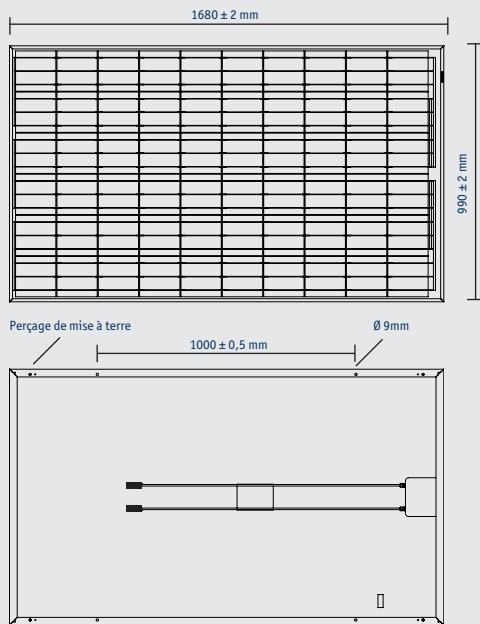 1680 ± 2 mm
990 ± 2 mm
Perçage de mise à terre
Ø 9mm
1000 ± 0,5 mm